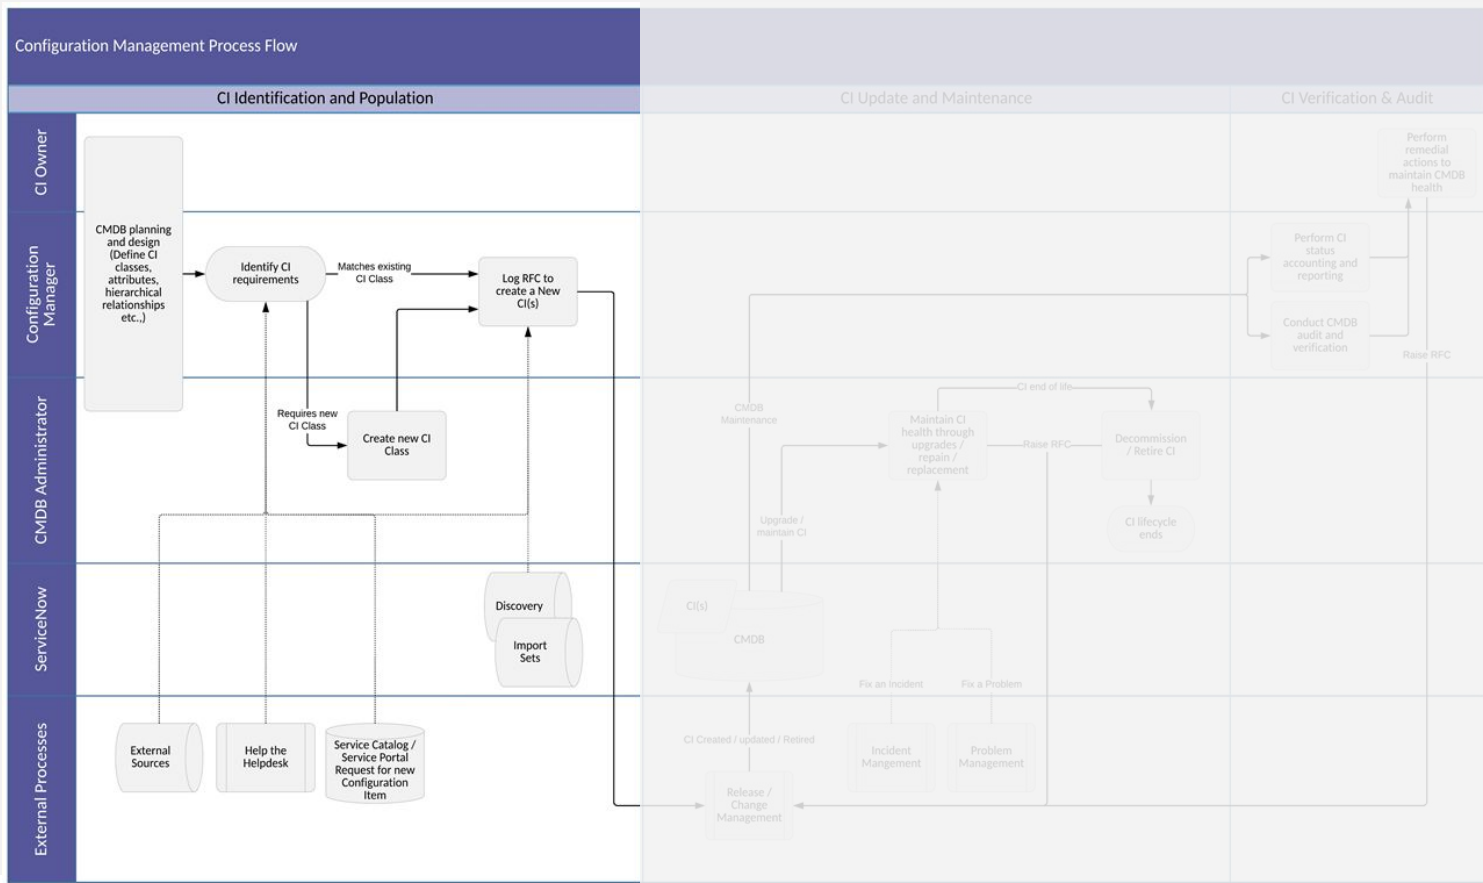 Configuration Management Process Flow
CI Identification and Population
CI Update and Maintenance
CI Verification & Audit
CI Owner
Configuration
Manager
CMDB Administrator
ServiceNow
External Processes
CMDB planning
and design
(Define CI
classes,
attributes,
hierarchical
relationships
etc.,)
Identify CI
requirements
Matches existing
CI Class
Log RFC to
create a New
CI(s)
Requires new
CI Class
Create new CI
Class
Discovery
Import
Sets
External
Sources
Help the
Helpdesk
Service Catalog /
Service Portal
Request for new
Configuration
Item
Perform
remedial
actions to
maintain CMDB
health
Perform CI
status
accounting and
reporting
Conduct CMDB
audit and
verification
Raise RFC
CMDB
Maintenance
CI end of life
Maintain CI
health through
upgrades /
repair /
replacement
Raise RFC
Decommission
/ Retire CI
Upgrade /
maintain CI
CI lifecycle
ends
CI(s)
CMDB
Fix an Incident
Fix a Problem
CI Created / updated / Retired
Incident
Mangement
Problem
Management
Release /
Change
Management